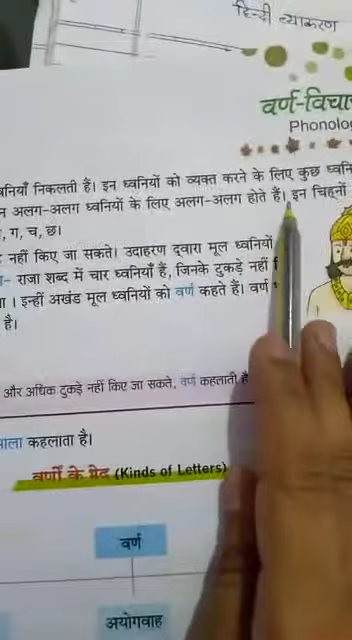 हिन्दी व्याकरण
वर्ण-विचा
Phonolo
निकलती हैं। इन ध्वनियों को व्यक्त करने के लिए कुछ ध्वनि
अलग-अलग ध्वनियों के लिए अलग-अलग होते हैं। इन चिह्नों
, ग, च, छ।
नहीं किए जा सकते। उदाहरण द्वारा मूल ध्वनियों
- राजा शब्द में चार ध्वनियाँ हैं, जिनके टुकड़े नहीं
। इन्हीं अखंड मूल ध्वनियों को वर्ण कहते हैं। वर्ण
है।
और अधिक टुकड़े नहीं किए जा सकते, वर्ण कहलाती है
माला कहलाता है।
वर्णों के भेद (Kinds of Letters)
वर्ण
अयोगवाह